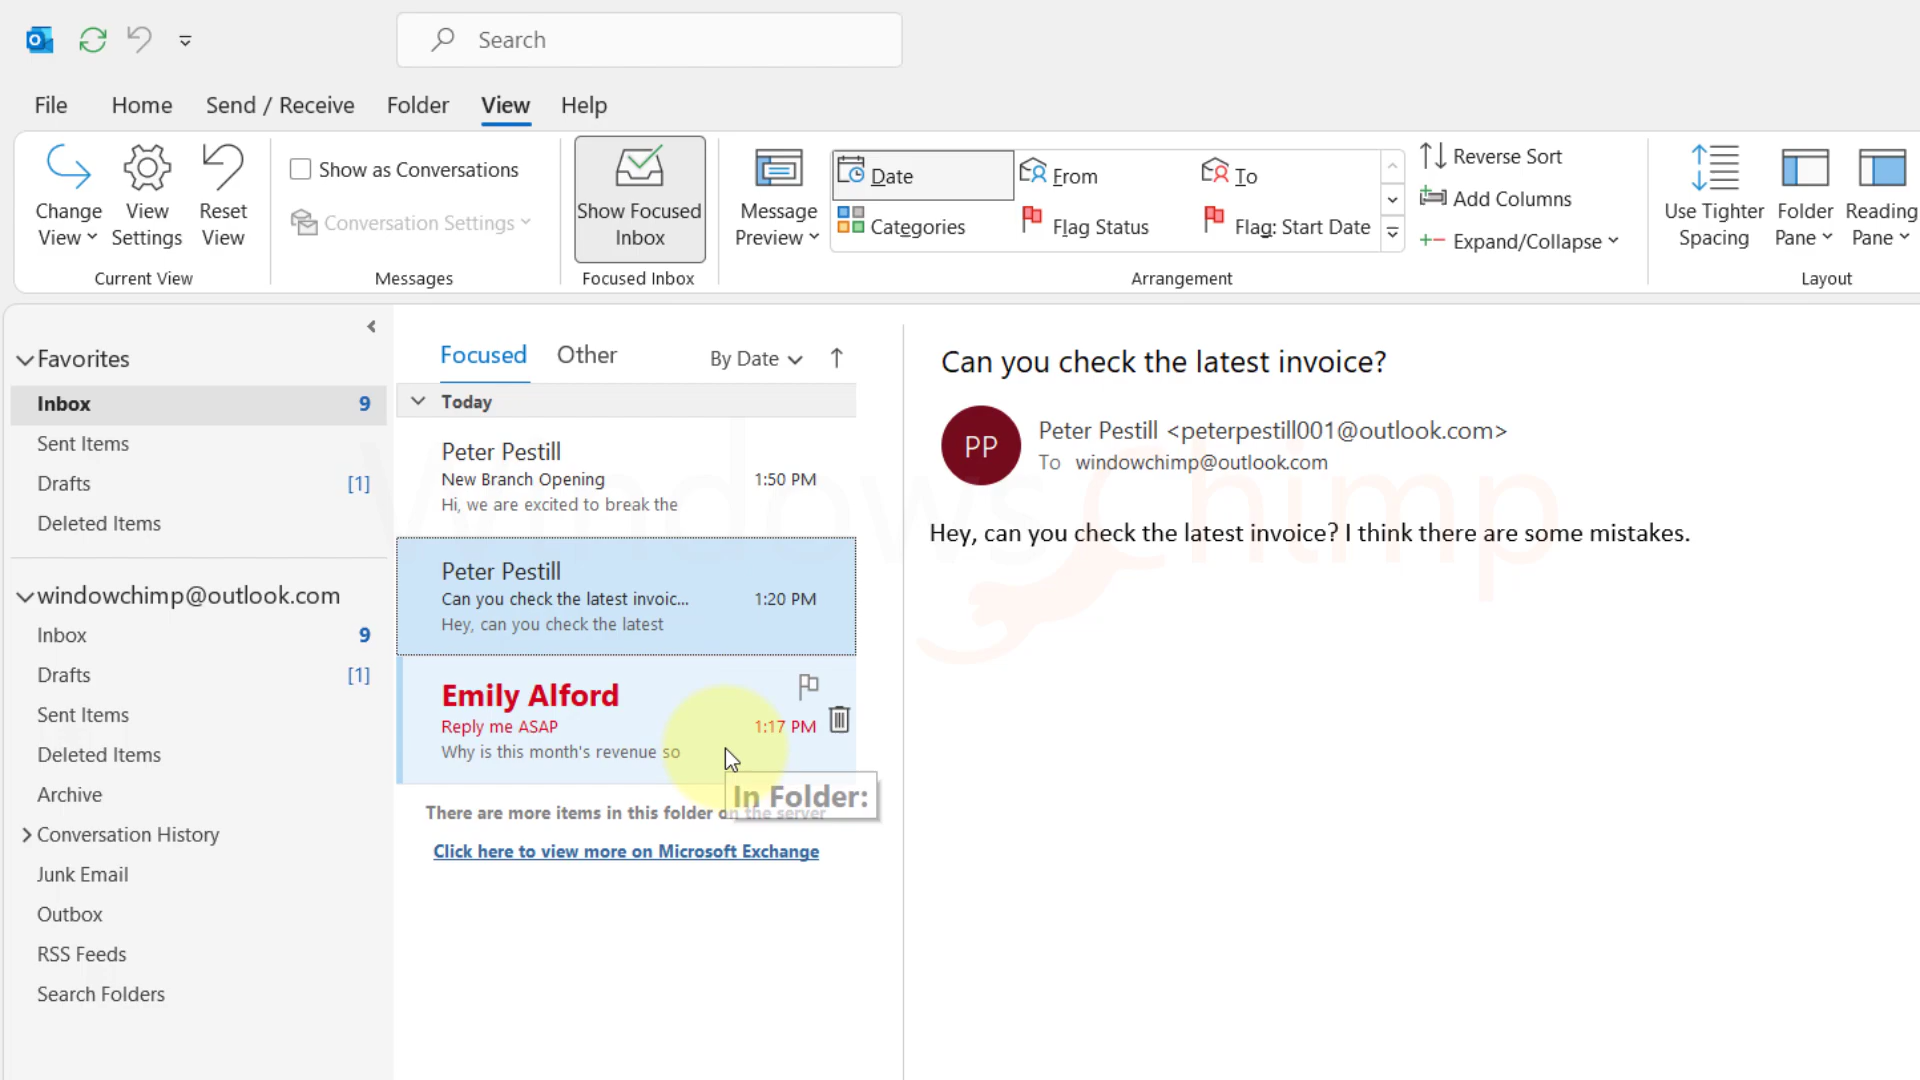 Search
File Home Send / Receive Folder View Help
Change View
View Settings
Reset View
Current View
Show as Conversations
Conversation Settings
Messages
Show Focused Inbox
Focused Inbox
Message Preview
Date
From
To
Categories
Flag Status
Flag: Start Date
Reverse Sort
Add Columns
Expand/Collapse
Arrangement
Use Tighter Spacing
Folder Pane
Reading Pane
Layout
Favorites
Inbox 9
Sent Items
Drafts [1]
Deleted Items
windowchimp@outlook.com
Inbox 9
Drafts [1]
Sent Items
Deleted Items
Archive
Conversation History
Junk Email
Outbox
RSS Feeds
Search Folders
Focused Other By Date
Today
Peter Pestill
New Branch Opening 1:50 PM
Hi, we are excited to break the
Peter Pestill
Can you check the latest invoic... 1:20 PM
Hey, can you check the latest
Emily Alford
Reply me ASAP 1:17 PM
Why is this month's revenue so
In Folder:
There are more items in this folder on the server
Click here to view more on Microsoft Exchange
Can you check the latest invoice?
PP
Peter Pestill <peterpestill001@outlook.com>
To windowchimp@outlook.com
Hey, can you check the latest invoice? I think there are some mistakes.
Windows Chimp